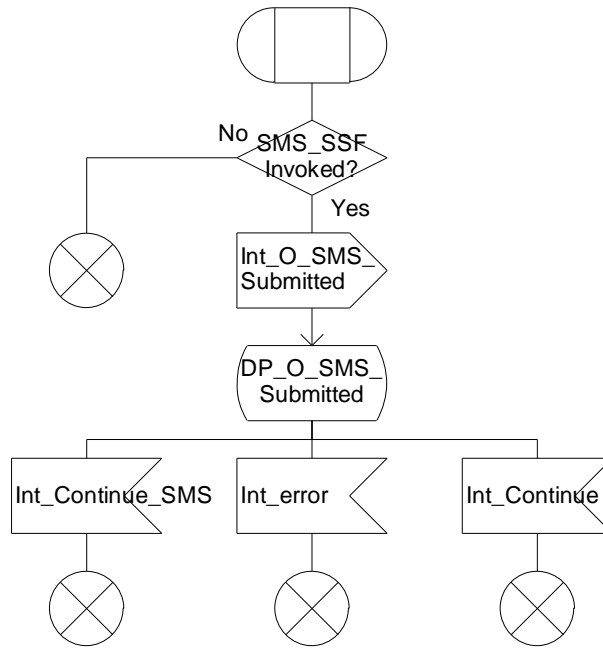 No
SMS_SSF
Invoked?
Yes
Int_O_SMS_
Submitted
DP_O_SMS_
Submitted
Int_Continue_SMS
Int_error
Int_Continue